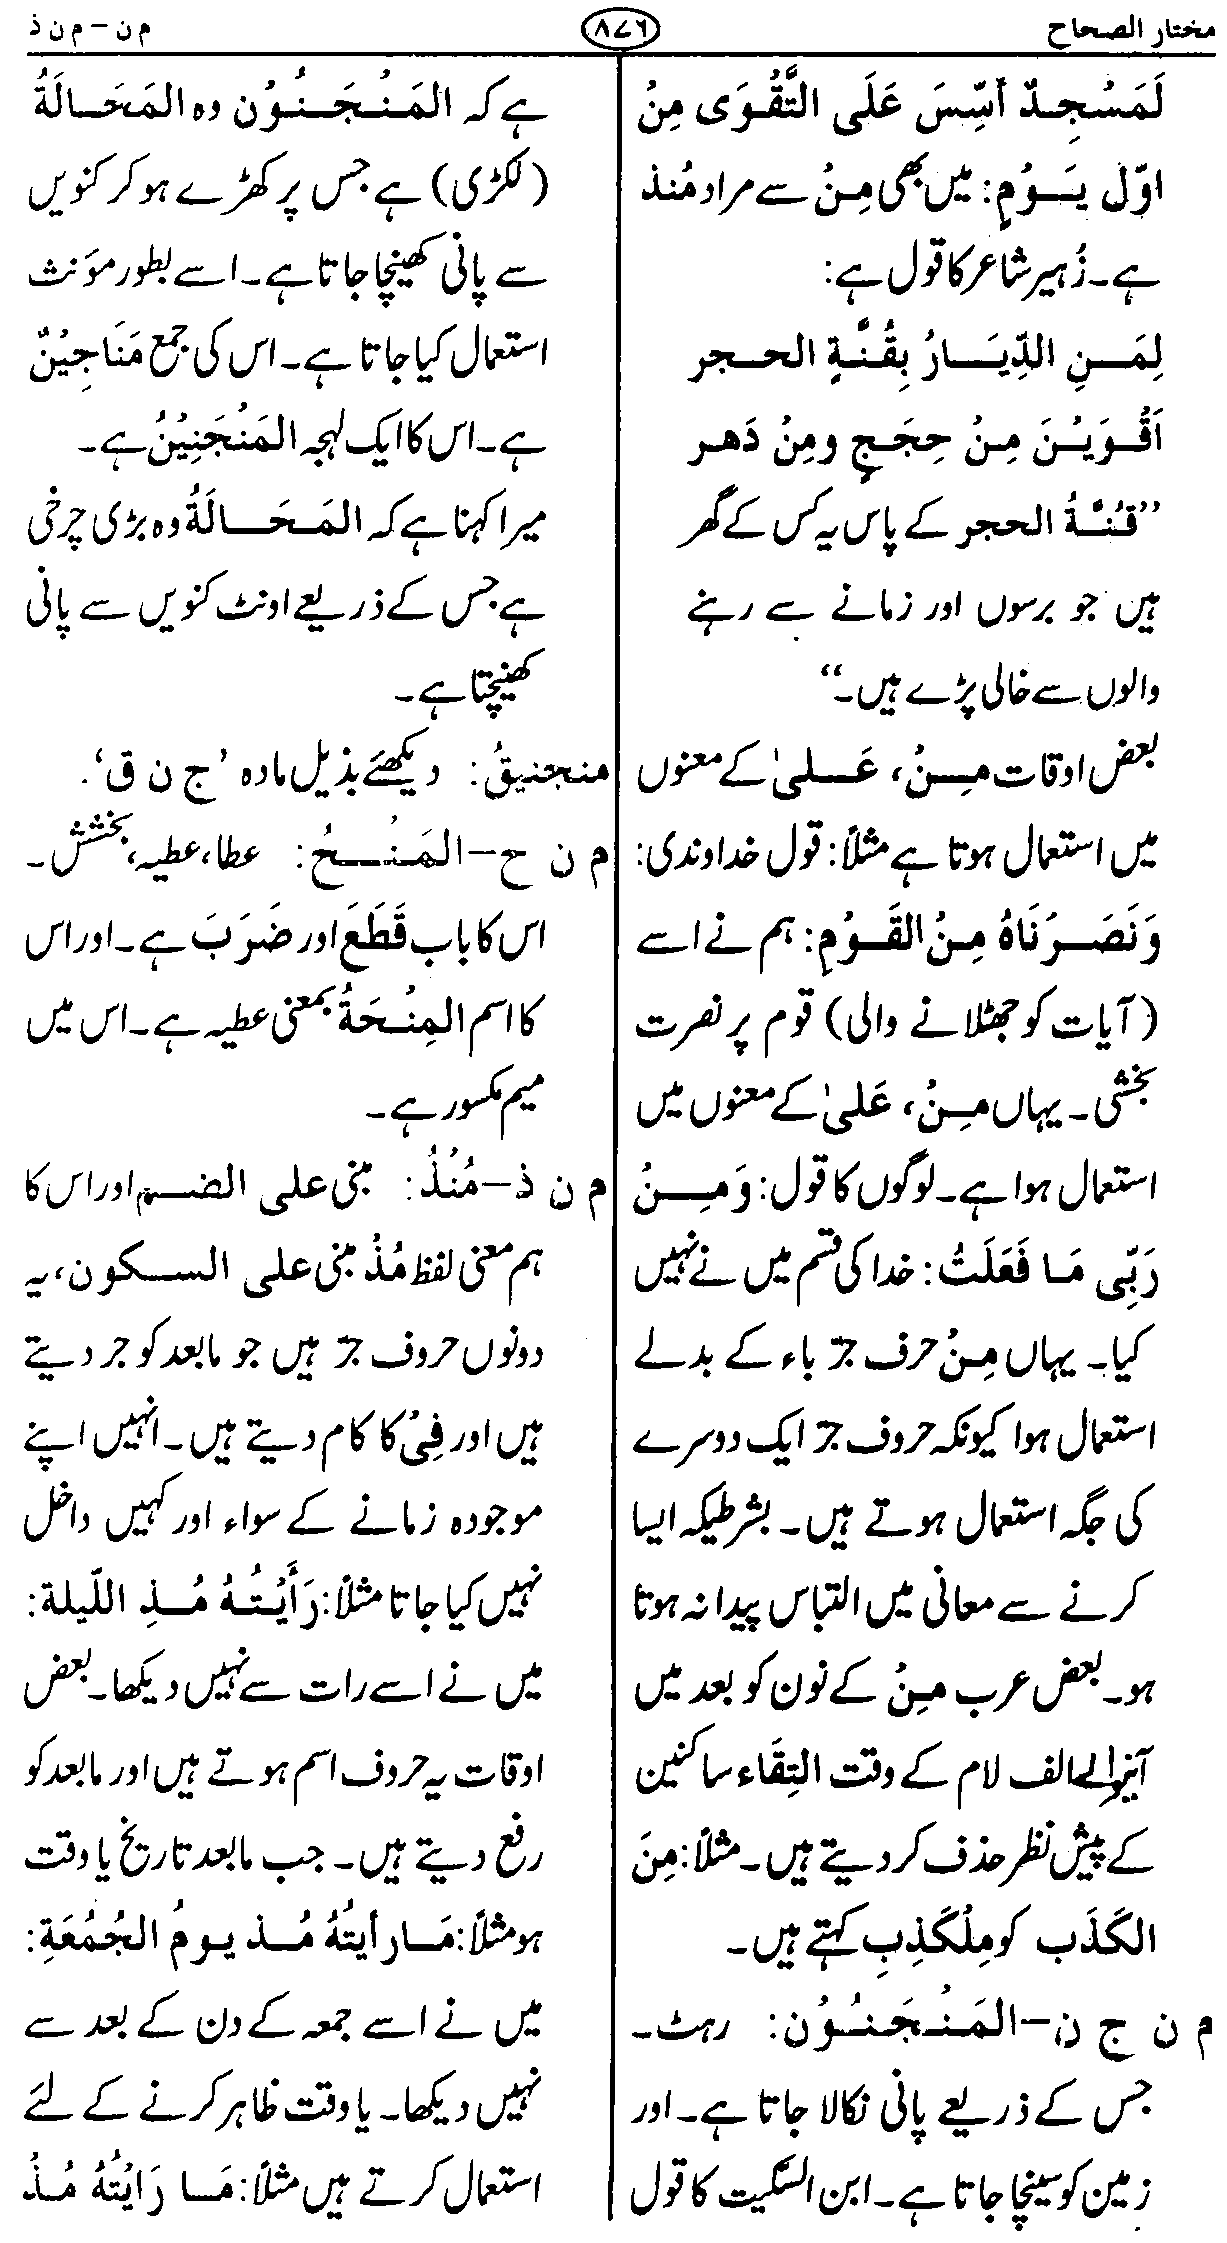 مختار الصحاح ۸۷۶ م ن - م ن ذ
لَمَسْجِدٌ أُسِّسَ عَلَى التَّقْوَى مِنْ
اوّل یَوْمٍ: میں بھی مِنْ سے مراد مُنذ
ہے۔ زُہیر شاعر کا قول ہے:
لِمَنِ الدِّيَارُ بِقُنَّةِ الحجر
اَقْوَيْنَ مِنْ حِجَجٍ ومِنْ دَهر
”قُنَّةُ الحجر کے پاس یہ کس کے گھر
ہیں جو برسوں اور زمانے سے رہنے
والوں سے خالی پڑے ہیں۔“
بعض اوقات مِنْ، عَلیٰ کے معنوں
میں استعمال ہوتا ہے مثلاً: قول خداوندی:
وَنَصَرْنَاهُ مِنْ القَوْمِ: ہم نے اسے
(آیات کو جھٹلانے والی) قوم پر نصرت
بخشی۔ یہاں مِنْ، عَلیٰ کے معنوں میں
استعمال ہوا ہے۔ لوگوں کا قول: وَمِنْ
رَبِّی مَا فَعَلَتْ: خدا کی قسم میں نے نہیں
کیا۔ یہاں مِنْ حرف جرّ باء کے بدلے
استعمال ہوا کیونکہ حروف جرّ ایک دوسرے
کی جگہ استعمال ہوتے ہیں۔ بشرطیکہ ایسا
کرنے سے معانی میں التباس پیدا نہ ہوتا
ہو۔ بعض عرب مِنْ کے نون کو بعد میں
آنیوالے الف لام کے وقت التِقَاء ساکنین
کے پیش نظر حذف کر دیتے ہیں۔ مثلاً: مِنَ
الكَذَب کو مِلْكَذِبِ کہتے ہیں۔
م ن ج ن - المَنْجَنُوْن: رہٹ۔
جس کے ذریعے پانی نکالا جاتا ہے۔ اور
زمین کو سینچا جاتا ہے۔ ابن السّکیت کا قول
ہے کہ المَنْجَنُوْن وہ المَحَالَةُ
(لکڑی) ہے جس پر کھڑے ہو کر کنویں
سے پانی کھینچا جاتا ہے۔ اسے بطور مؤنث
استعمال کیا جاتا ہے۔ اس کی جمع مَنَاجِيْنٌ
ہے۔ اس کا ایک لہجہ المَنْجَنِيْنُ ہے۔
میرا کہنا ہے کہ المَحَالَةُ وہ بڑی چرخی
ہے جس کے ذریعے اونٹ کنویں سے پانی
کھینچتا ہے۔
منجنیقُ: دیکھئے بذیل مادہ ’ج ن ق‘.
م ن ح - المَنْحُ: عطا، عطیہ، بخشش۔
اس کا باب قَطَعَ اور ضَرَبَ ہے۔ اور اس
کا اسم المِنْحَةُ بمعنی عطیہ ہے۔ اس میں
میم مکسور ہے۔
م ن ذ - مُنْذُ: مبنی علی الضم اور اس کا
ہم معنی لفظ مُذْ مبنی علی السکون، یہ
دونوں حروف جرّ ہیں جو مابعد کو جر دیتے
ہیں اور فِیْ کا کام دیتے ہیں۔ انہیں اپنے
موجودہ زمانے کے سواء اور کہیں داخل
نہیں کیا جاتا مثلاً: رَأَيْتُهُ مُذِ اللّيلة:
میں نے اسے رات سے نہیں دیکھا۔ بعض
اوقات یہ حروف اسم ہوتے ہیں اور مابعد کو
رفع دیتے ہیں۔ جب مابعد تاریخ یا وقت
ہو مثلاً: مَا رأيتُهُ مُذ يومُ الجُمُعَةِ:
میں نے اسے جمعہ کے دن کے بعد سے
نہیں دیکھا۔ یا وقت ظاہر کرنے کے لئے
استعمال کرتے ہیں مثلاً: مَا رَايْتُهُ مُذُ